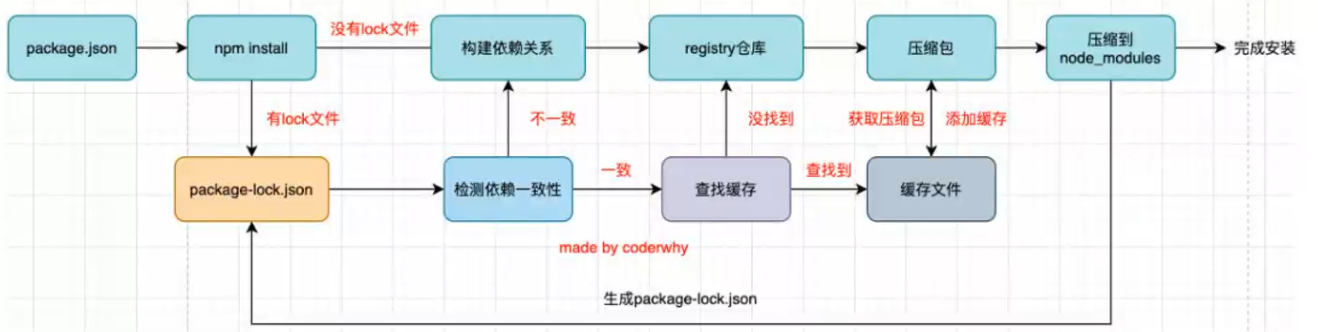 package.json
npm install
没有lock文件
构建依赖关系
registry仓库
压缩包
压缩到
node_modules
完成安装
有lock文件
不一致
没找到
获取压缩包
添加缓存
package-lock.json
检测依赖一致性
一致
查找缓存
查找到
缓存文件
made by coderwhy
生成package-lock.json